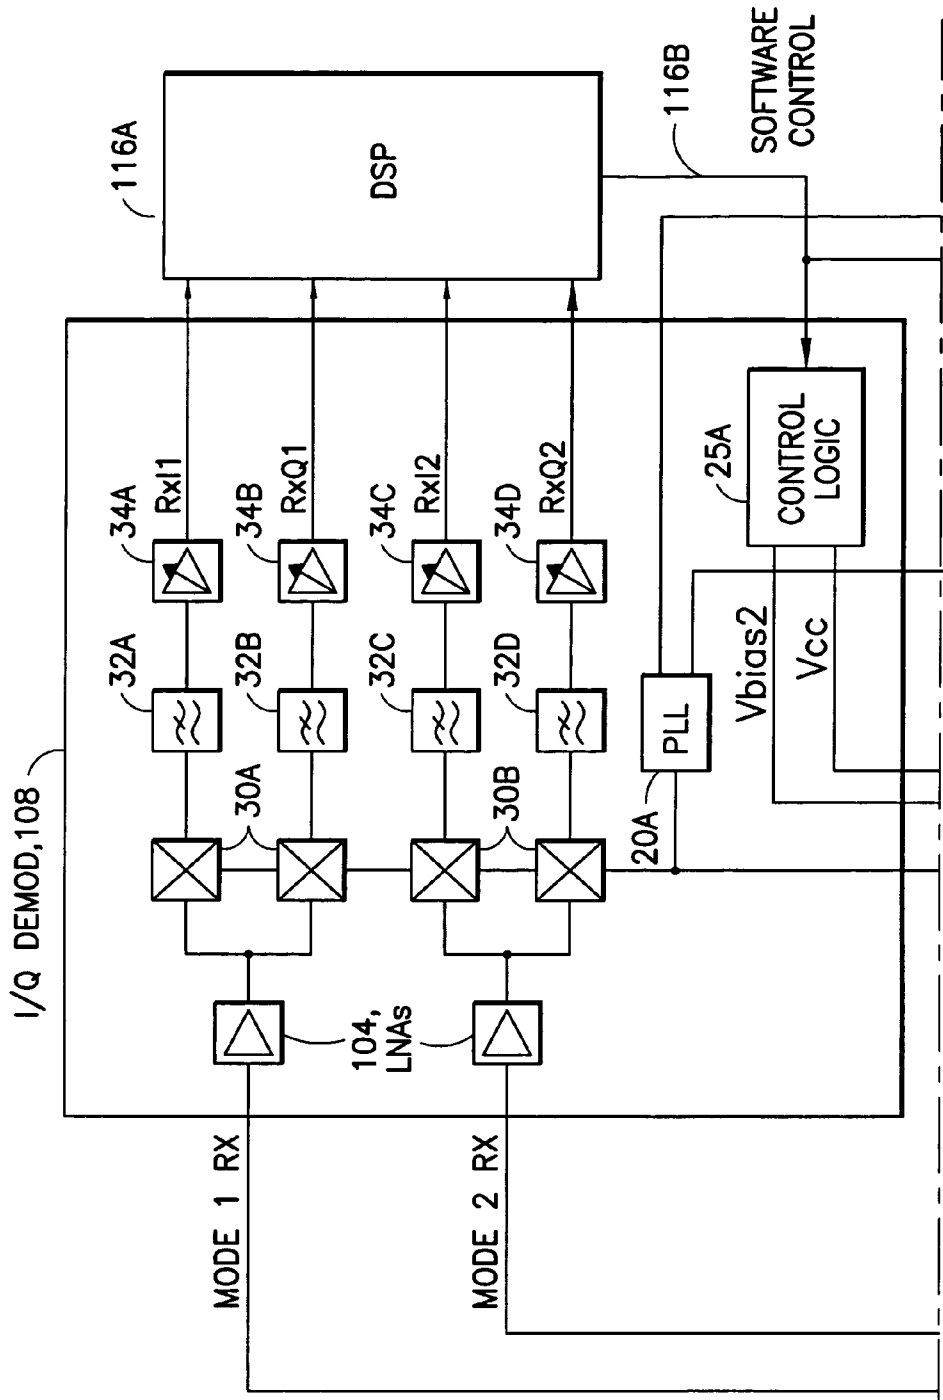 I/Q DEMOD,108
116A
DSP
116B
SOFTWARE
CONTROL
34A
RxI1
34B
RxQ1
34C
RxI2
34D
RxQ2
32A
32B
32C
32D
30A
30B
104,
LNAs
MODE 1 RX
MODE 2 RX
20A
PLL
25A
CONTROL
LOGIC
Vbias2
Vcc